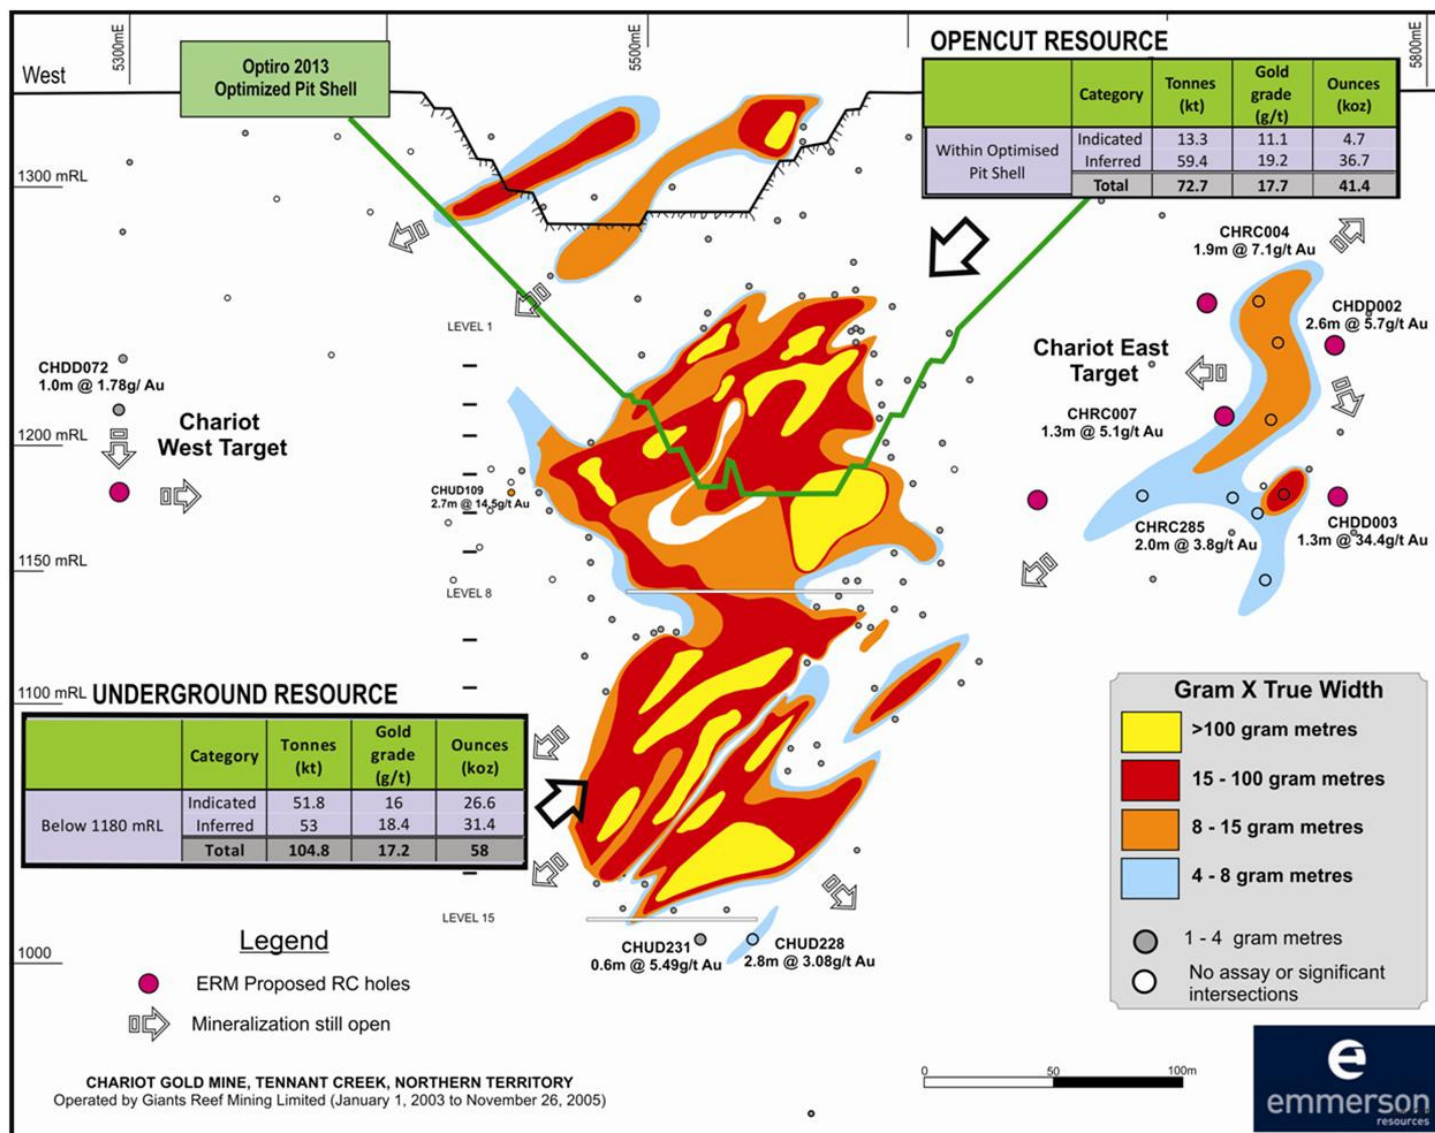 West
5300mE
5500mE
5800mE
Optiro 2013
Optimized Pit Shell
OPENCUT RESOURCE
Category Tonnes (kt) Gold grade (g/t) Ounces (koz)
Within Optimised Pit Shell
Indicated 13.3 11.1 4.7
Inferred 59.4 19.2 36.7
Total 72.7 17.7 41.4
1300 mRL
CHRC004
1.9m @ 7.1g/t Au
CHDD002
2.6m @ 5.7g/t Au
LEVEL 1
Chariot East
Target
CHDD072
1.0m @ 1.78g/ Au
CHRC007
1.3m @ 5.1g/t Au
Chariot
West Target
1200 mRL
CHUD109
2.7m @ 14.5g/t Au
CHRC285
2.0m @ 3.8g/t Au
CHDD003
1.3m @ 34.4g/t Au
1150 mRL
LEVEL 8
1100 mRL
UNDERGROUND RESOURCE
Category Tonnes (kt) Gold grade (g/t) Ounces (koz)
Below 1180 mRL
Indicated 51.8 16 26.6
Inferred 53 18.4 31.4
Total 104.8 17.2 58
Gram X True Width
>100 gram metres
15 - 100 gram metres
8 - 15 gram metres
4 - 8 gram metres
1 - 4 gram metres
No assay or significant
intersections
LEVEL 15
CHUD231
0.6m @ 5.49g/t Au
CHUD228
2.8m @ 3.08g/t Au
1000
Legend
ERM Proposed RC holes
Mineralization still open
CHARIOT GOLD MINE, TENNANT CREEK, NORTHERN TERRITORY
Operated by Giants Reef Mining Limited (January 1, 2003 to November 26, 2005)
0 50 100m
e
emmerson
resources